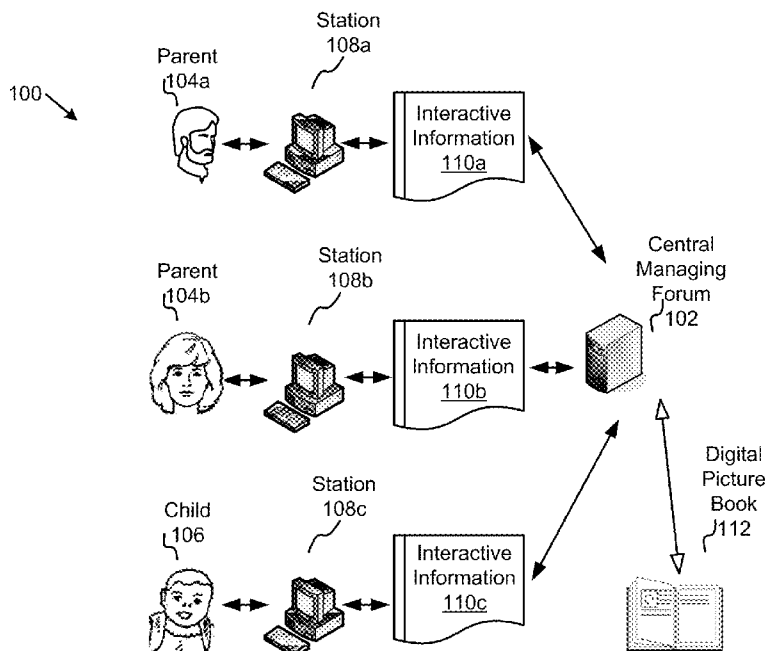 100
Parent
104a
Station
108a
Interactive
Information
110a
Parent
104b
Station
108b
Interactive
Information
110b
Central
Managing
Forum
102
Child
106
Station
108c
Interactive
Information
110c
Digital
Picture
Book
112